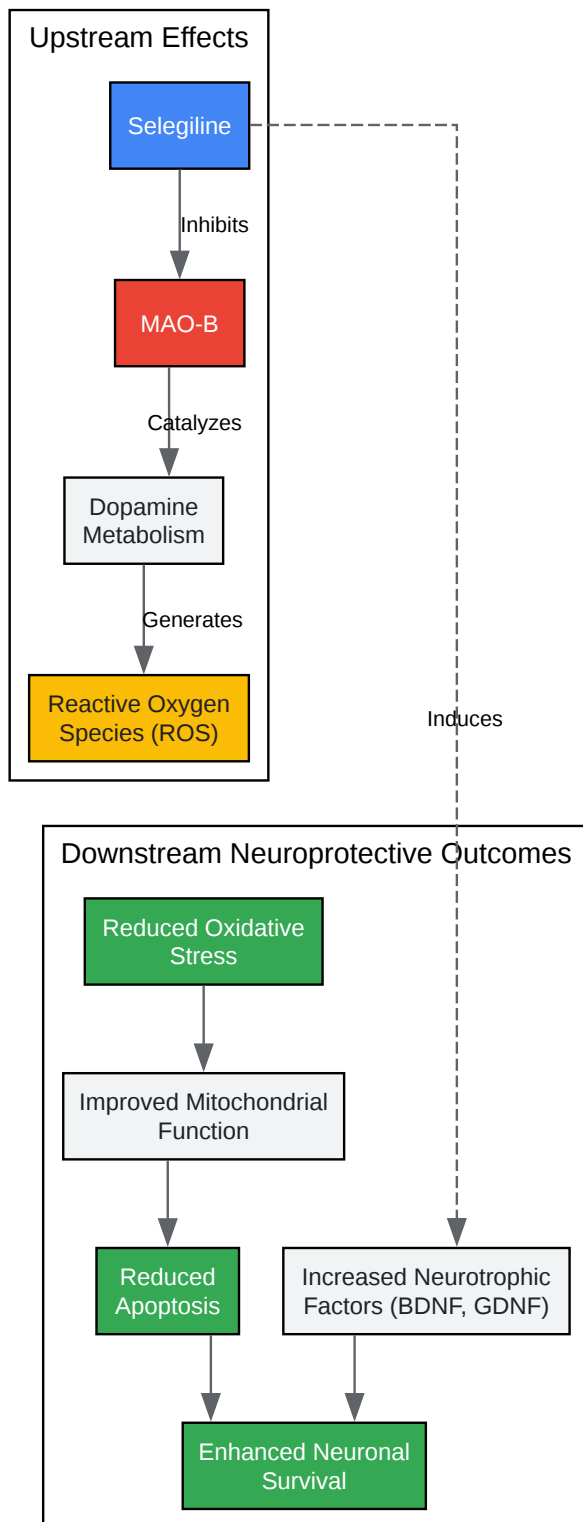 Upstream Effects
Selegiline
Inhibits
MAO-B
Catalyzes
Dopamine
Metabolism
Generates
Reactive Oxygen
Species (ROS)
Induces
Downstream Neuroprotective Outcomes
Reduced Oxidative
Stress
Improved Mitochondrial
Function
Reduced
Apoptosis
Increased Neurotrophic
Factors (BDNF, GDNF)
Enhanced Neuronal
Survival